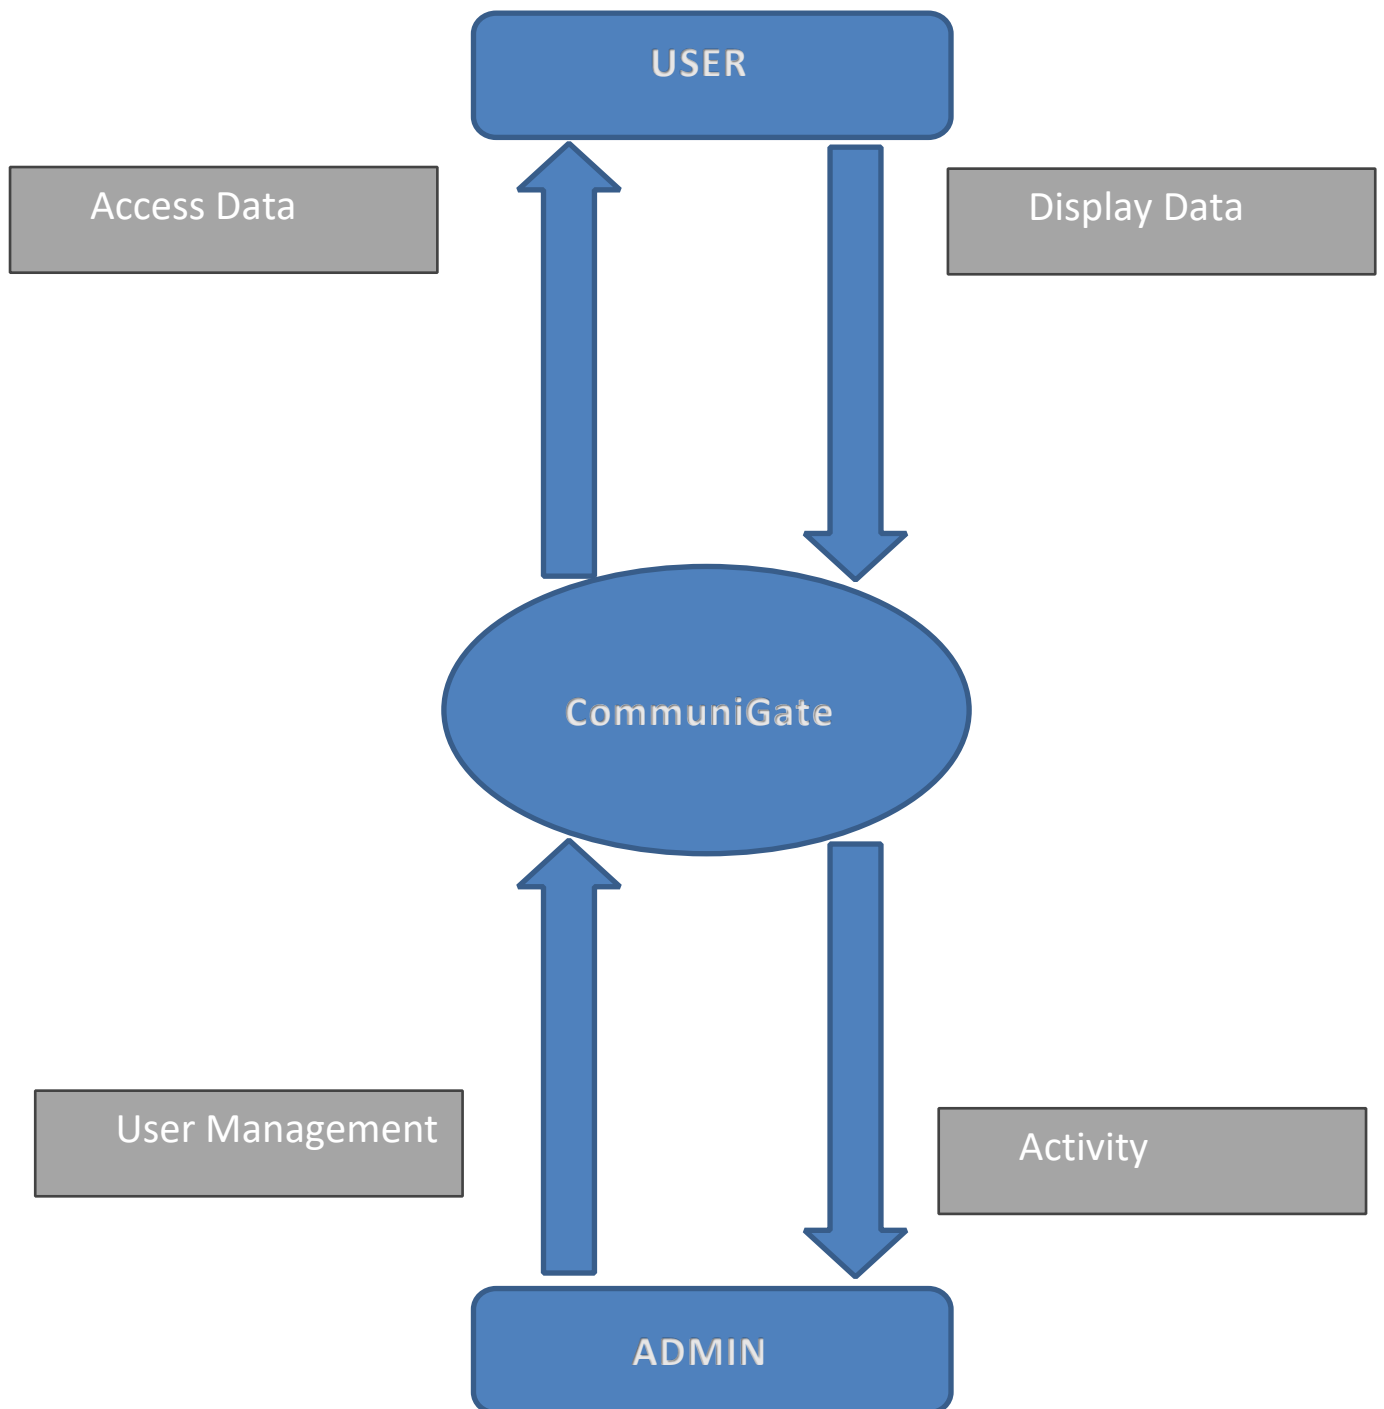 USER
Access Data
Display Data
CommuniGate
User Management
Activity
ADMIN